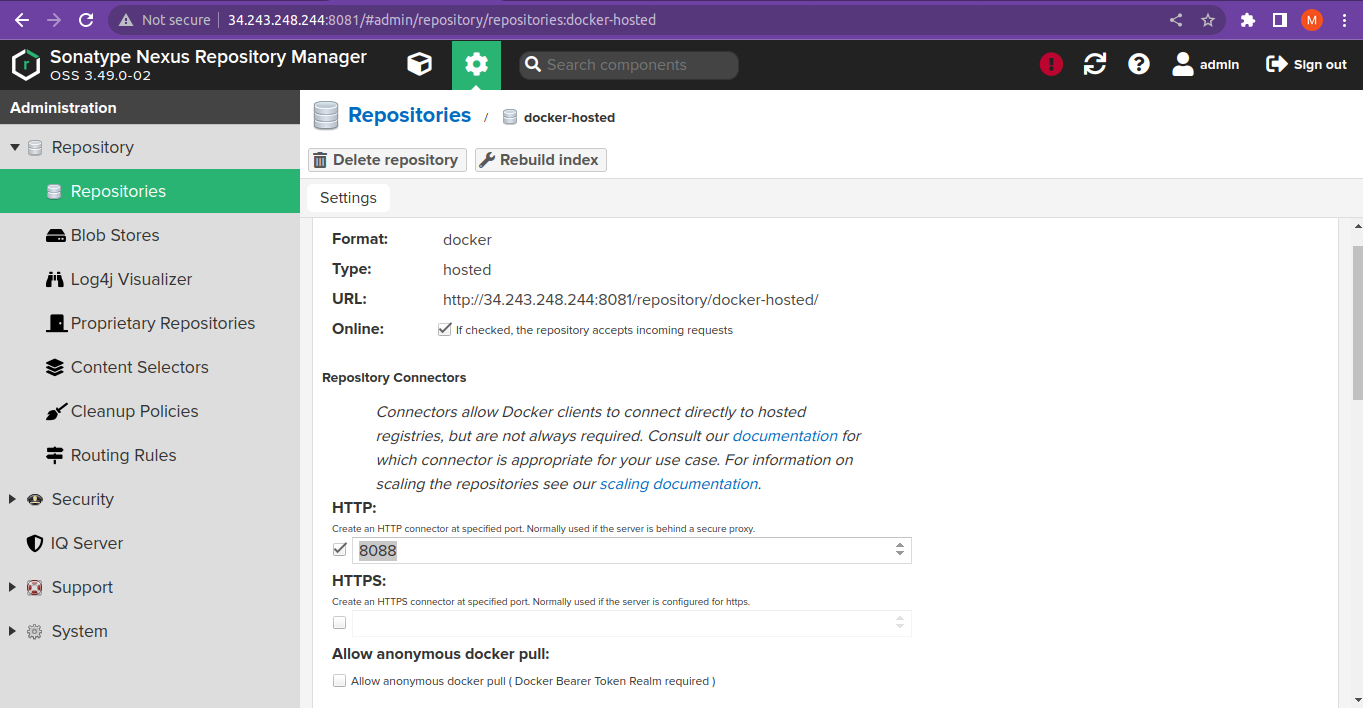 Not secure 34.243.248.244:8081/#admin/repository/repositories:docker-hosted
M
Sonatype Nexus Repository Manager
OSS 3.49.0-02
Search components
admin
Sign out
Administration
Repository
Repositories
Blob Stores
Log4j Visualizer
Proprietary Repositories
Content Selectors
Cleanup Policies
Routing Rules
Security
IQ Server
Support
System
Repositories / docker-hosted
Delete repository
Rebuild index
Settings
Format: docker
Type: hosted
URL: http://34.243.248.244:8081/repository/docker-hosted/
Online: If checked, the repository accepts incoming requests
Repository Connectors
Connectors allow Docker clients to connect directly to hosted
registries, but are not always required. Consult our documentation for
which connector is appropriate for your use case. For information on
scaling the repositories see our scaling documentation.
HTTP:
Create an HTTP connector at specified port. Normally used if the server is behind a secure proxy.
8088
HTTPS:
Create an HTTPS connector at specified port. Normally used if the server is configured for https.
Allow anonymous docker pull:
Allow anonymous docker pull ( Docker Bearer Token Realm required )